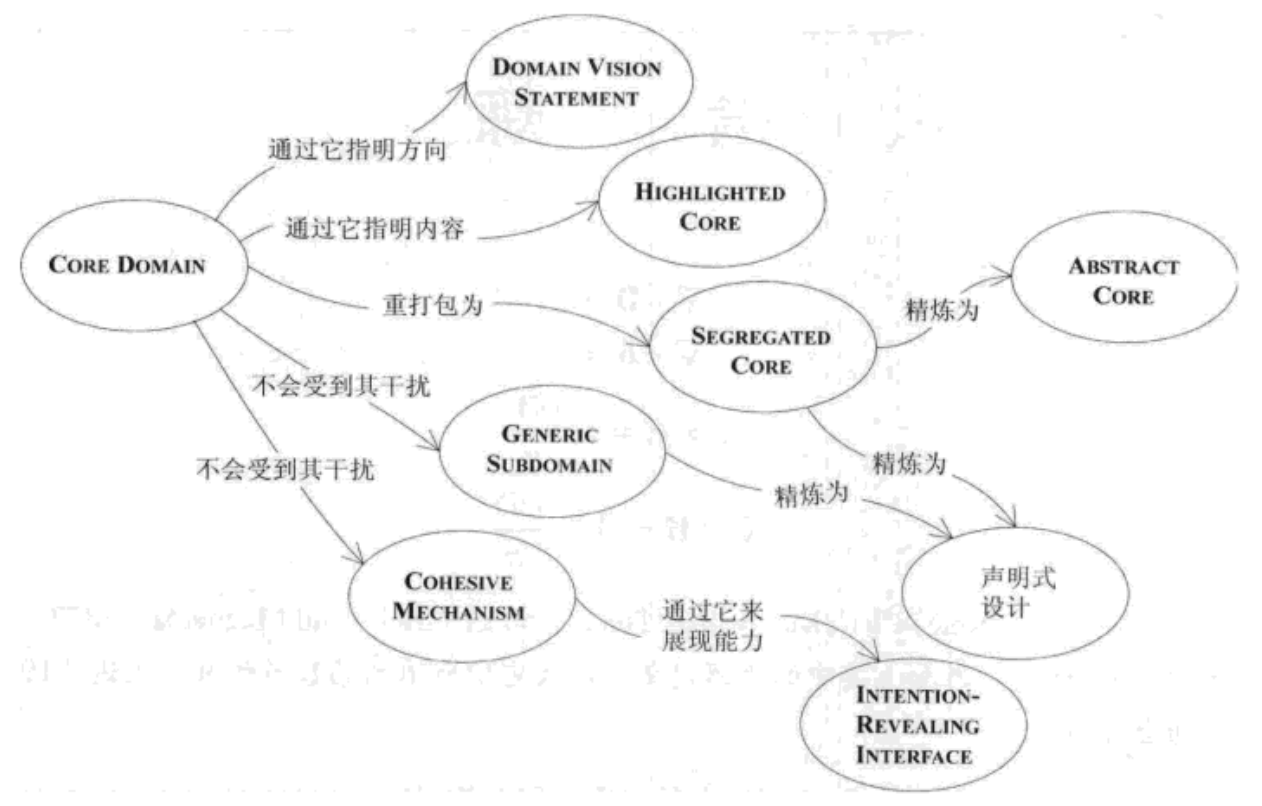 DOMAIN VISION
STATEMENT
通过它指明方向
HIGHLIGHTED
CORE
通过它指明内容
CORE DOMAIN
ABSTRACT
CORE
重打包为
精炼为
SEGREGATED
CORE
不会受到其干扰
GENERIC
SUBDOMAIN
不会受到其干扰
精炼为
精炼为
COHESIVE
MECHANISM
声明式
设计
通过它来
展现能力
INTENTION-
REVEALING
INTERFACE